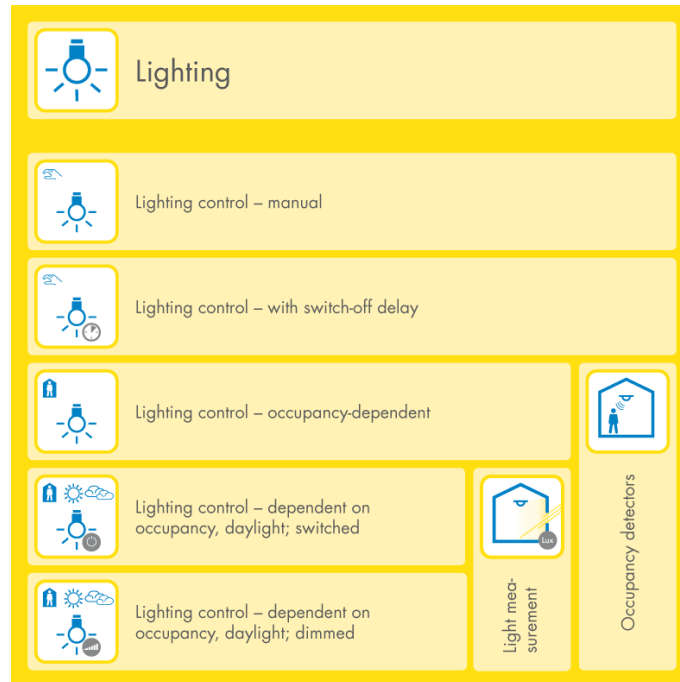 Lighting
Lighting control – manual
Lighting control – with switch-off delay
Lighting control – occupancy-dependent
Lighting control – dependent on
occupancy, daylight; switched
Lighting control – dependent on
occupancy, daylight; dimmed
Lux
Light mea-
surement
Occupancy detectors